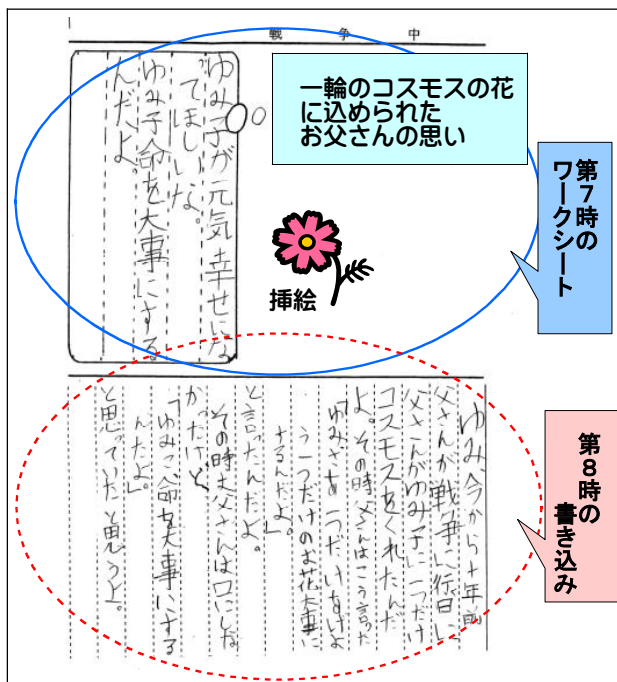 戦争中
一輪のコスモスの花
に込められた
お父さんの思い
ゆみ子が元気幸せになっ
てほしいな。
ゆみ子命を大事にする
んだよ。
挿絵
第7時の
ワークシート
ゆみ、今から十年前
父さんが戦争に行く日に
父さんがゆみ子に一つだけ
コスモスをくれたんだ
よ。その時父さんはこう言った
「ゆみさあ一つだけあげよ
う一つだけのお花大事に
するんだよ。」
と言ったんだよ。
その時父さんは口にしな
かったけど、
「ゆみっ命を大事にする
んだよ」
と思っていたと思うよ。
第8時の
書き込み